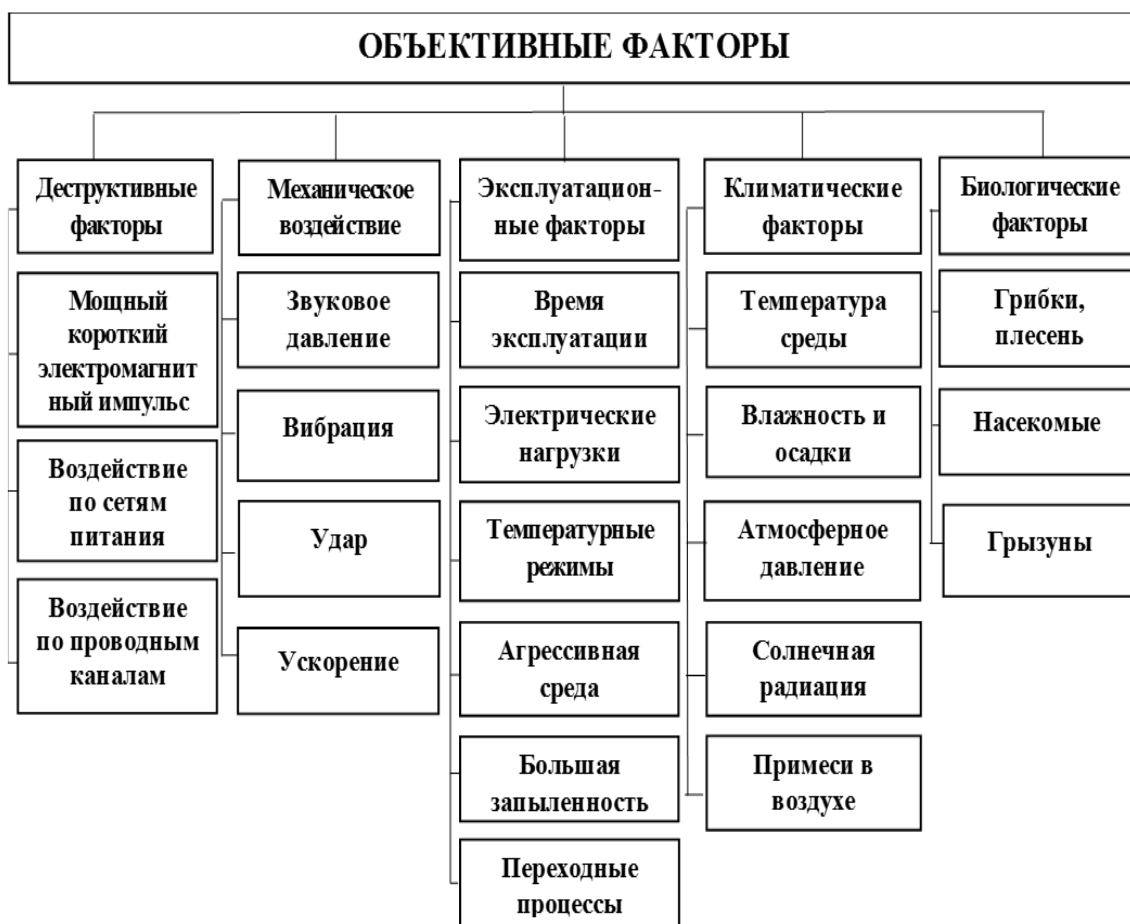 ОБЪЕКТИВНЫЕ ФАКТОРЫ
Деструктивные
факторы
Мощный
короткий
электромагнит
ный импульс
Воздействие
по сетям
питания
Воздействие
по проводным
каналам
Механическое
воздействие
Звуковое
давление
Вибрация
Удар
Ускорение
Эксплуатацион-
ные факторы
Время
эксплуатации
Электрические
нагрузки
Температурные
режимы
Агрессивная
среда
Большая
запыленность
Переходные
процессы
Климатические
факторы
Температура
среды
Влажность и
осадки
Атмосферное
давление
Солнечная
радиация
Примеси в
воздухе
Биологические
факторы
Грибки,
плесень
Насекомые
Грызуны